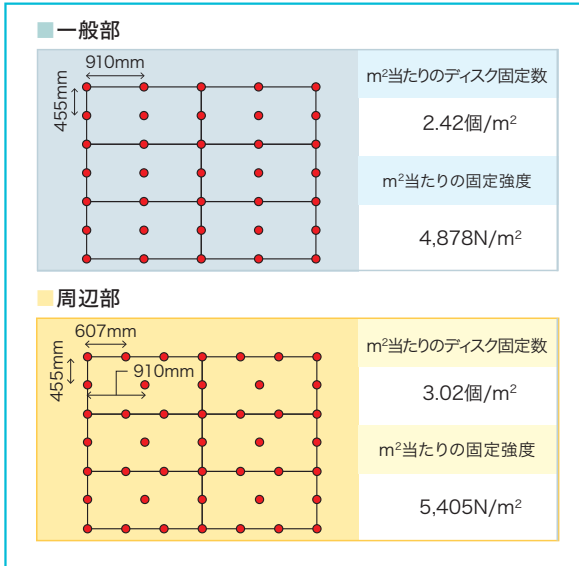 ■一般部
910mm
455mm
m²当たりのディスク固定数
2.42個/m²
m²当たりの固定強度
4,878N/m²
■周辺部
607mm
455mm
910mm
m²当たりのディスク固定数
3.02個/m²
m²当たりの固定強度
5,405N/m²